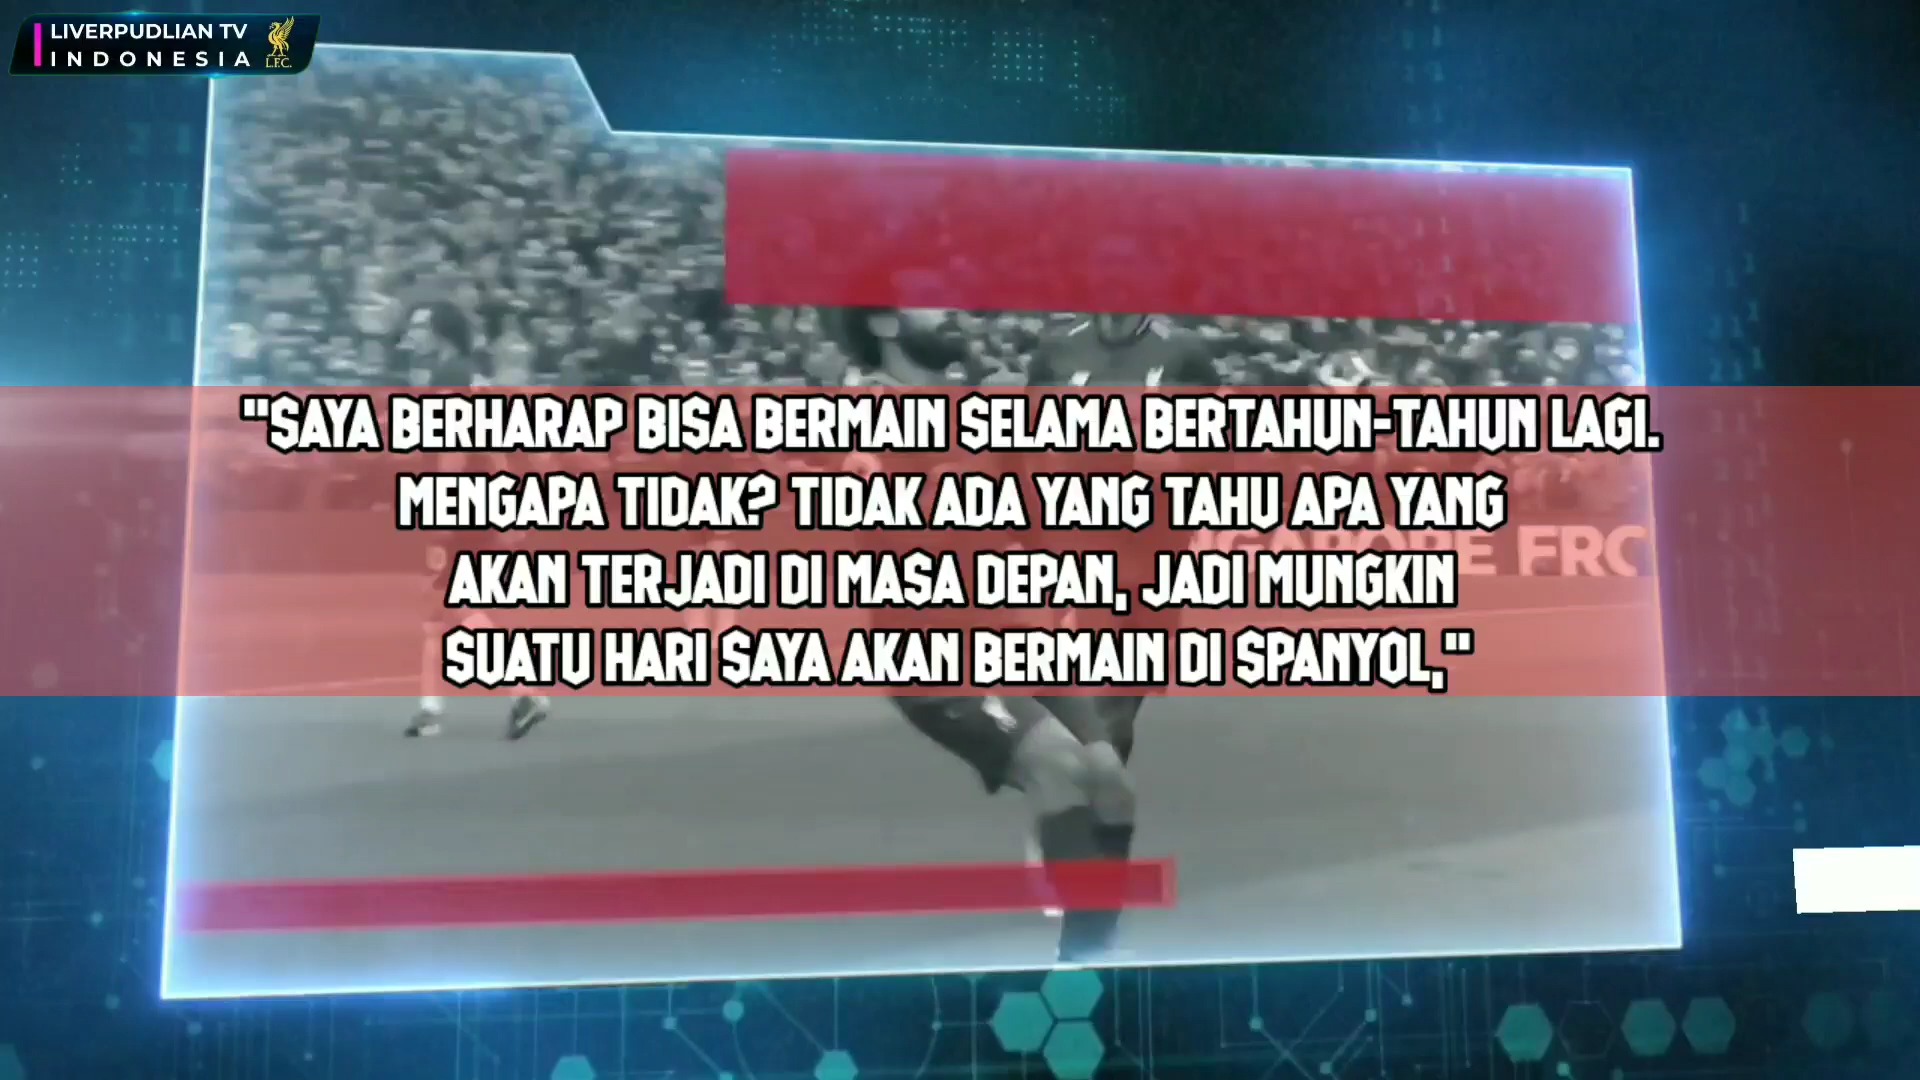 LIVERPUDLIAN TV
INDONESIA
L.F.C.
"SAYA BERHARAP BISA BERMAIN SELAMA BERTAHUN-TAHUN LAGI.
MENGAPA TIDAK? TIDAK ADA YANG TAHU APA YANG
AKAN TERJADI DI MASA DEPAN, JADI MUNGKIN
SUATU HARI SAYA AKAN BERMAIN DI SPANYOL,"